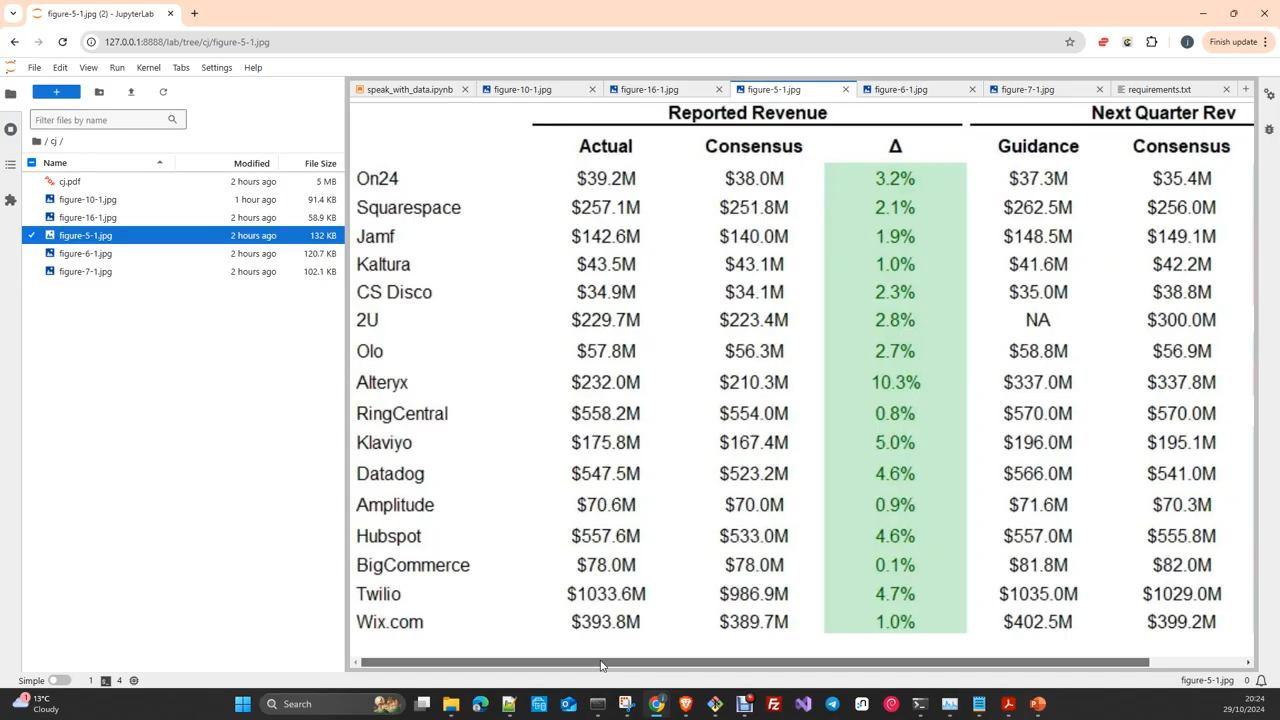 figure-5-1.jpg (2) - JupyterLab
127.0.0.1:8888/lab/tree/cj/figure-5-1.jpg
Finish update
File Edit View Run Kernel Tabs Settings Help
speak_with_data.ipynb figure-10-1.jpg figure-16-1.jpg figure-5-1.jpg figure-6-1.jpg figure-7-1.jpg requirements.txt
Filter files by name
/ cj /
Name Modified File Size
cj.pdf 2 hours ago 5 MB
figure-10-1.jpg 1 hour ago 91.4 KB
figure-16-1.jpg 2 hours ago 58.9 KB
figure-5-1.jpg 2 hours ago 132 KB
figure-6-1.jpg 2 hours ago 120.7 KB
figure-7-1.jpg 2 hours ago 102.1 KB
Reported Revenue Next Quarter Rev
Actual Consensus Δ Guidance Consensus
On24 $39.2M $38.0M 3.2% $37.3M $35.4M
Squarespace $257.1M $251.8M 2.1% $262.5M $256.0M
Jamf $142.6M $140.0M 1.9% $148.5M $149.1M
Kaltura $43.5M $43.1M 1.0% $41.6M $42.2M
CS Disco $34.9M $34.1M 2.3% $35.0M $38.8M
2U $229.7M $223.4M 2.8% NA $300.0M
Olo $57.8M $56.3M 2.7% $58.8M $56.9M
Alteryx $232.0M $210.3M 10.3% $337.0M $337.8M
RingCentral $558.2M $554.0M 0.8% $570.0M $570.0M
Klaviyo $175.8M $167.4M 5.0% $196.0M $195.1M
Datadog $547.5M $523.2M 4.6% $566.0M $541.0M
Amplitude $70.6M $70.0M 0.9% $71.6M $70.3M
Hubspot $557.6M $533.0M 4.6% $557.0M $555.8M
BigCommerce $78.0M $78.0M 0.1% $81.8M $82.0M
Twilio $1033.6M $986.9M 4.7% $1035.0M $1029.0M
Wix.com $393.8M $389.7M 1.0% $402.5M $399.2M
Simple 1 4 figure-5-1.jpg 0
13°C
Cloudy
Search
20:24
29/10/2024